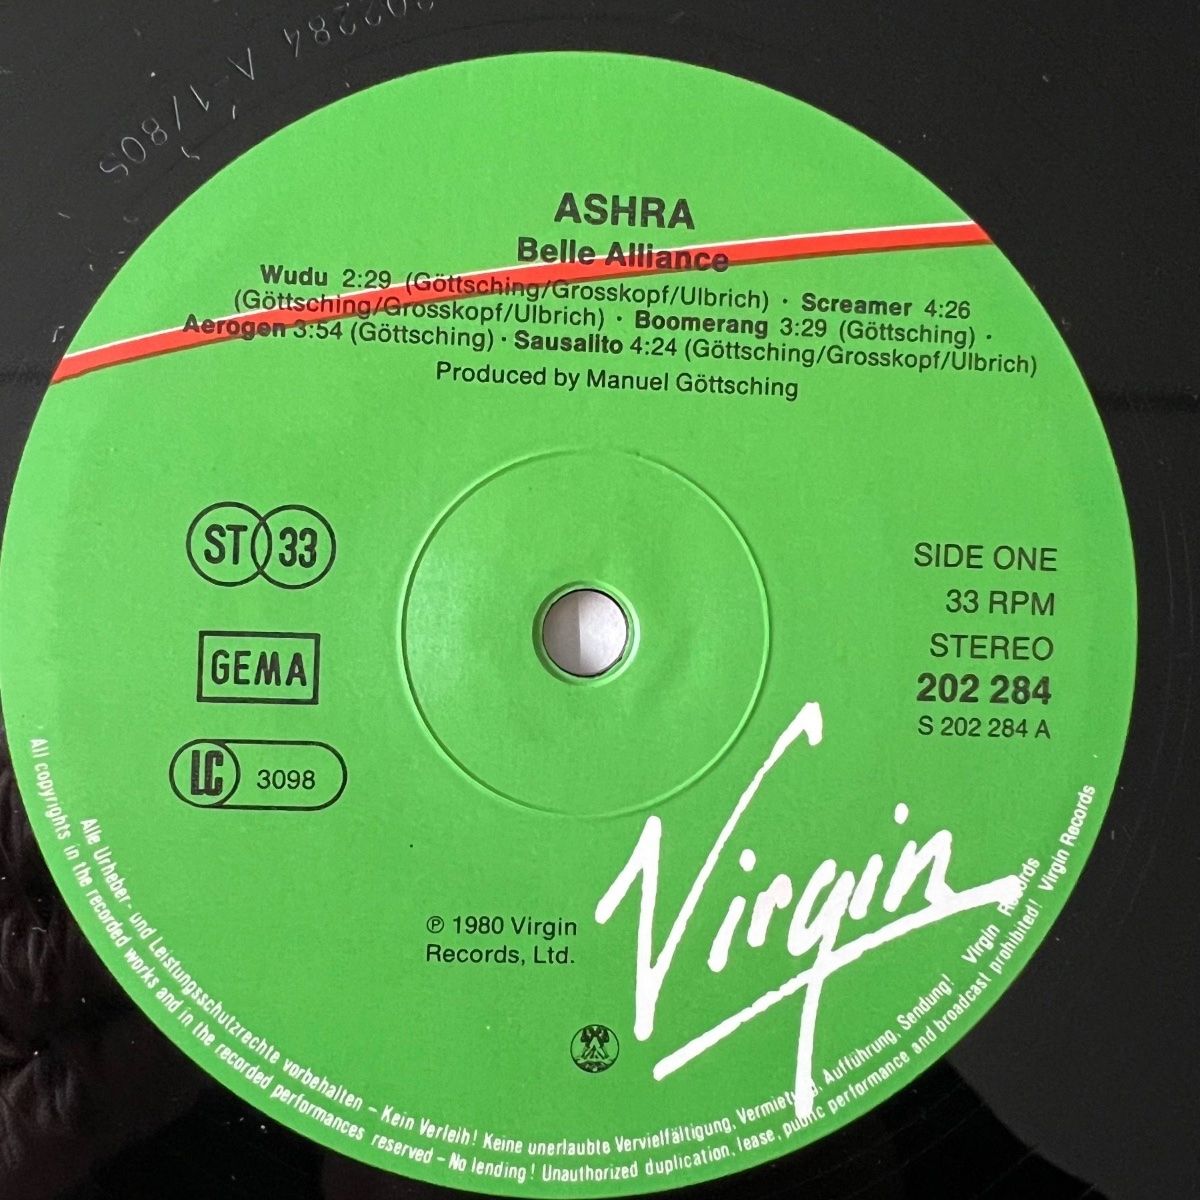 202284 A-1/80S
ASHRA
Belle Alliance
Wudu 2:29 (Göttsching/Grosskopf/Ulbrich) · Screamer 4:26
(Göttsching/Grosskopf/Ulbrich) · Boomerang 3:29 (Göttsching) ·
Aerogen 3:54 (Göttsching) · Sausalito 4:24 (Göttsching/Grosskopf/Ulbrich)
Produced by Manuel Göttsching
ST 33
GEMA
LC 3098
SIDE ONE
33 RPM
STEREO
202 284
S 202 284 A
℗ 1980 Virgin
Records, Ltd.
Virgin
Alle Urheber- und Leistungsschutzrechte vorbehalten – Kein Verleih! Keine unerlaubte Vervielfältigung, Vermietung, Aufführung, Sendung! Virgin Records
All copyrights in the recorded works and in the recorded performances reserved – No lending! Unauthorized duplication, lease, public performance and broadcast prohibited! Virgin Records